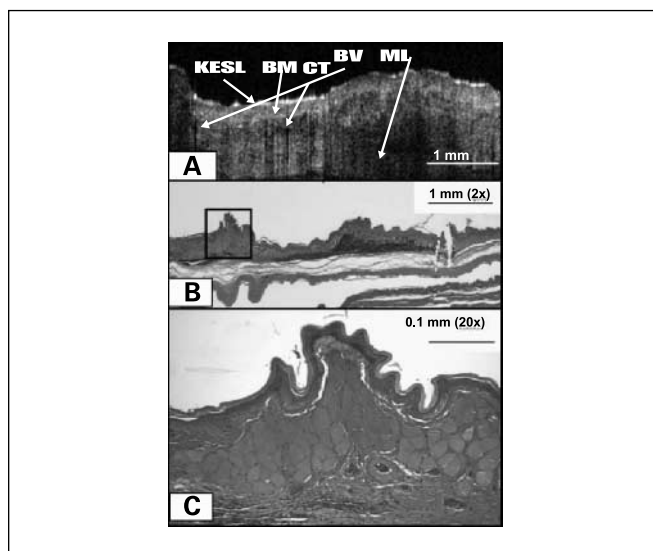 KESL BM CT BV ML
1 mm
A
1 mm (2x)
B
0.1 mm (20x)
C